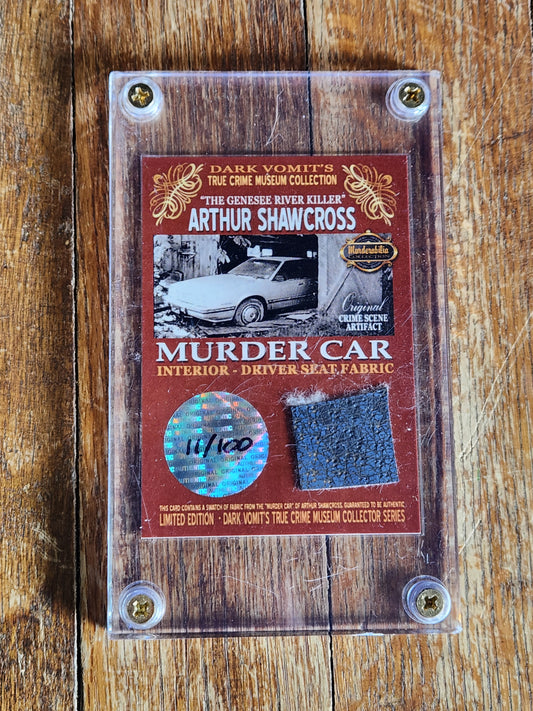 DARK VOMIT'S
TRUE CRIME MUSEUM COLLECTION
"THE GENESEE RIVER KILLER"
ARTHUR SHAWCROSS
Murderabilia
COLLECTION
Original
CRIME SCENE
ARTIFACT
MURDER CAR
INTERIOR - DRIVER SEAT FABRIC
11/100
THIS CARD CONTAINS A SWATCH OF FABRIC FROM THE "MURDER CAR", OF ARTHUR SHAWCROSS. GUARANTEED TO BE AUTHENTIC
LIMITED EDITION - DARK VOMIT'S TRUE CRIME MUSEUM COLLECTOR SERIES